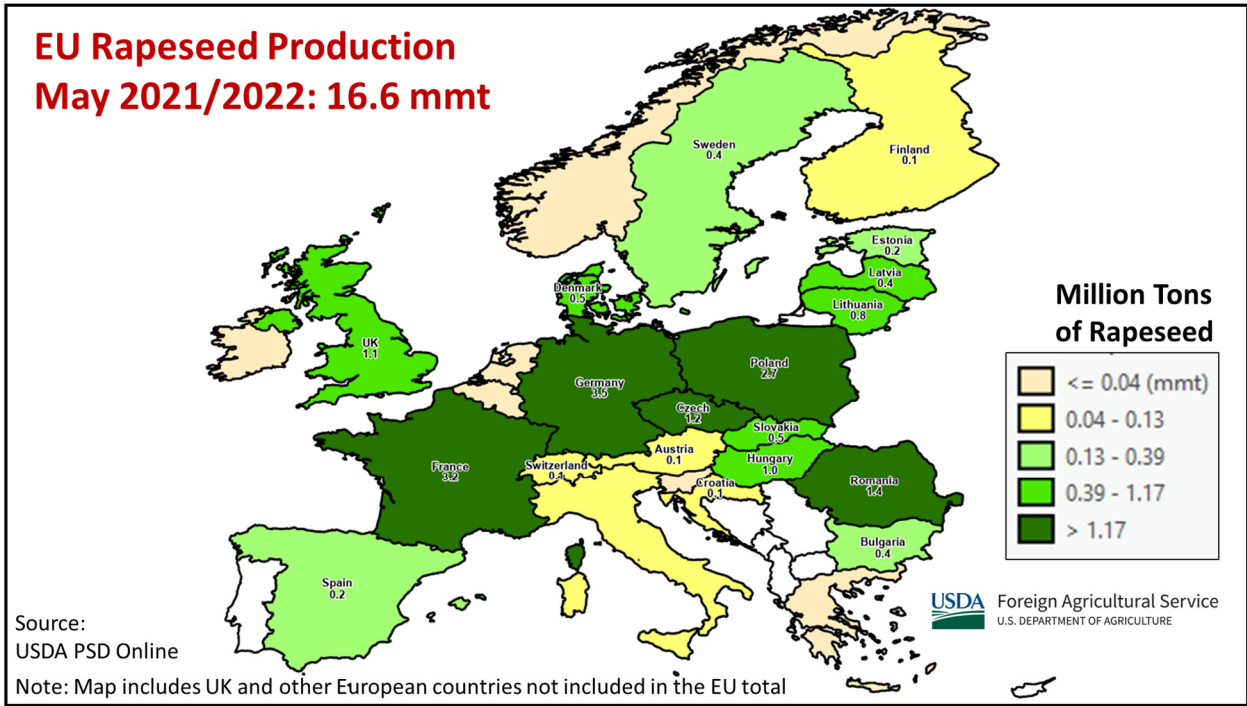 EU Rapeseed Production
May 2021/2022: 16.6 mmt
Sweden
0.4
Finland
0.1
Estonia
0.2
Latvia
0.4
Lithuania
0.8
Denmark
0.5
UK
1.1
Germany
3.5
Poland
2.7
Czech
1.2
Slovakia
0.5
Austria
0.1
Hungary
1.0
Switzerland
0.1
France
3.2
Croatia
0.1
Romania
1.4
Bulgaria
0.4
Spain
0.2
Million Tons
of Rapeseed
<= 0.04 (mmt)
0.04 - 0.13
0.13 - 0.39
0.39 - 1.17
> 1.17
USDA
Foreign Agricultural Service
U.S. DEPARTMENT OF AGRICULTURE
Source:
USDA PSD Online
Note: Map includes UK and other European countries not included in the EU total